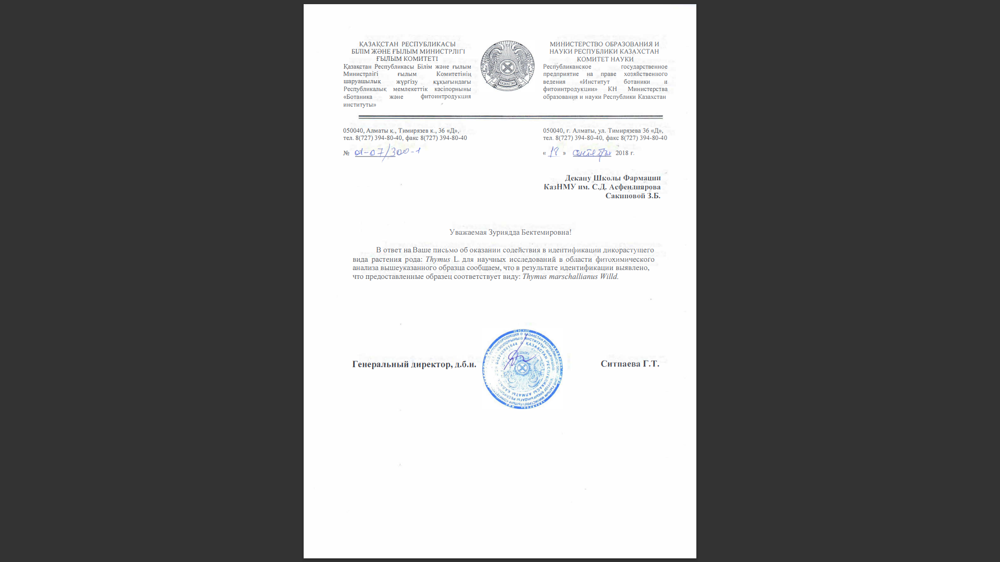 ҚАЗАҚСТАН РЕСПУБЛИКАСЫ
БІЛІМ ЖӘНЕ ҒЫЛЫМ МИНИСТРЛІГІ
ҒЫЛЫМ КОМИТЕТІ
Қазақстан Республикасы Білім және ғылым
Министрлігі ғылым Комитетінің
шаруашылық жүргізу құқығындағы
Республикалық мемлекеттік кәсіпорныны
«Ботаника және фитоинтродукция
институты»
ҚАЗАҚСТАН
МИНИСТЕРСТВО ОБРАЗОВАНИЯ И
НАУКИ РЕСПУБЛИКИ КАЗАХСТАН
КОМИТЕТ НАУКИ
Республиканское государственное
предприятие на праве хозяйственного
ведения «Институт ботаники и
фитоинтродукции» КН Министерства
образования и науки Республики Казахстан
050040, Алматы қ., Тимирязев к., 36 «Д»,
тел. 8(727) 394-80-40, факс 8(727) 394-80-40
№ 01-07/300-1
050040, г. Алматы, ул. Тимирязева 36 «Д»,
тел. 8(727) 394-80-40, факс 8(727) 394-80-40
« 18 » сентября 2018 г.
Декану Школы Фармации
КазНМУ им. С.Д. Асфендиярова
Сакиповой З.Б.
Уважаемая Зуриядда Бектемировна!
В ответ на Ваше письмо об оказании содействия в идентификации дикорастущего
вида растения рода: Thymus L. для научных исследований в области фитохимического
анализа вышеуказанного образца сообщаем, что в результате идентификации выявлено,
что предоставленные образец соответствует виду: Thymus marschallianus Willd.
Генеральный директор, д.б.н.
Ситпаева Г.Т.
ҚАЗАҚСТАН РЕСПУБЛИКАСЫ АЛМАТЫ ҚАЛАСЫ